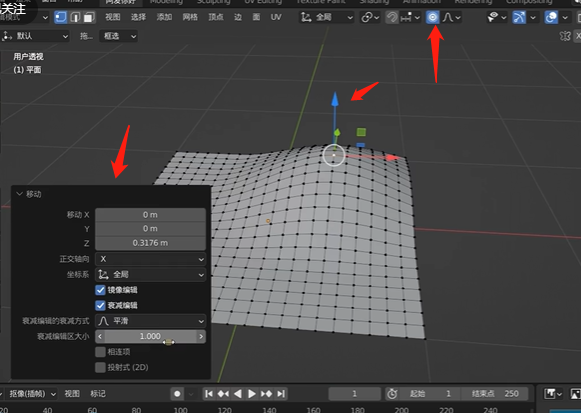 关注
Modeling Sculpting UV Editing Texture Paint Shading Animation Rendering Compositing
视图 选择 添加 网格 顶点 边 面 UV 全局
默认 拖... 框选 X
用户透视
(1) 平面
移动
移动 X 0 m
Y 0 m
Z 0.3176 m
正交轴向 X
坐标系 全局
镜像编辑
衰减编辑
衰减编辑的衰减方式 平滑
衰减编辑区大小 1.000
相连项
投射式 (2D)
抠像(插帧) 视图 标记 1 起始 1 结束点 250
20 40 60 80 100 120 140 160 180 200 220 240